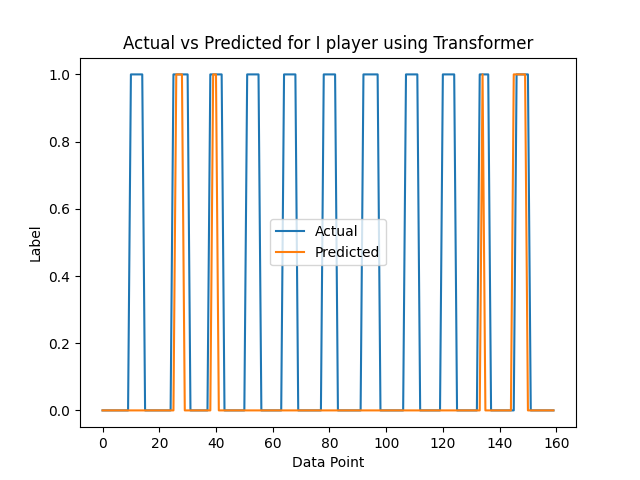 Actual vs Predicted for I player using Transformer
1.0
0.8
0.6
0.4
0.2
0.0
Label
Actual
Predicted
0 20 40 60 80 100 120 140 160
Data Point